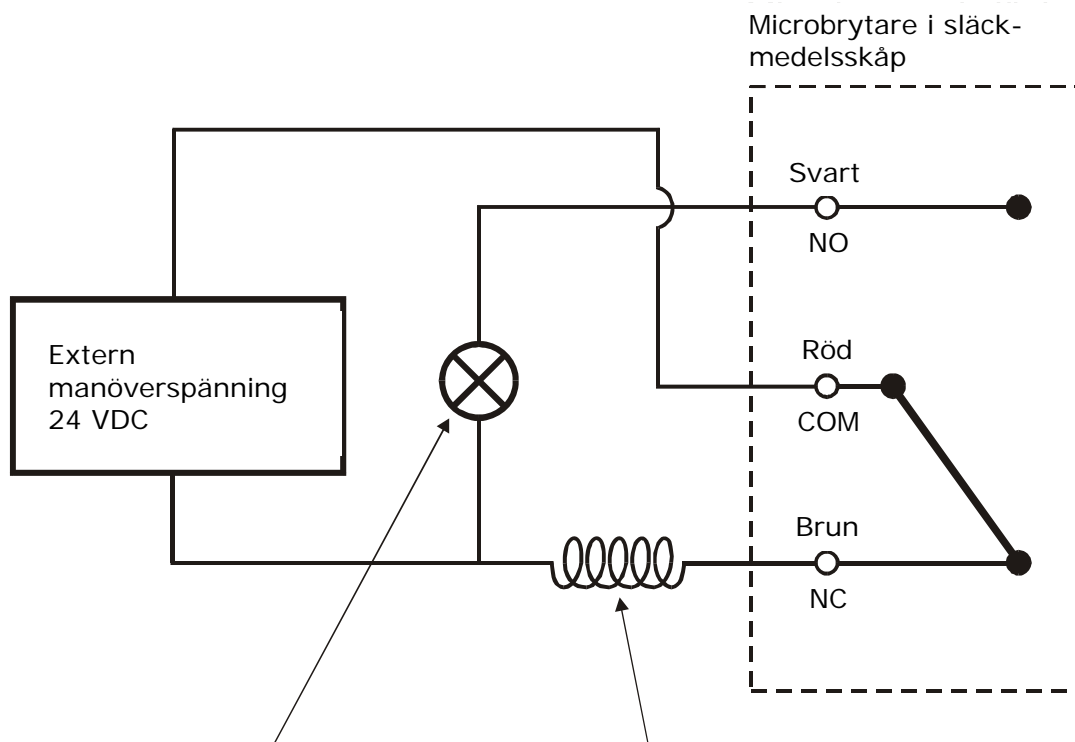 Microbrytare i släck-
medelsskåp
Svart
NO
Extern
manöverspänning
24 VDC
Röd
COM
Brun
NC